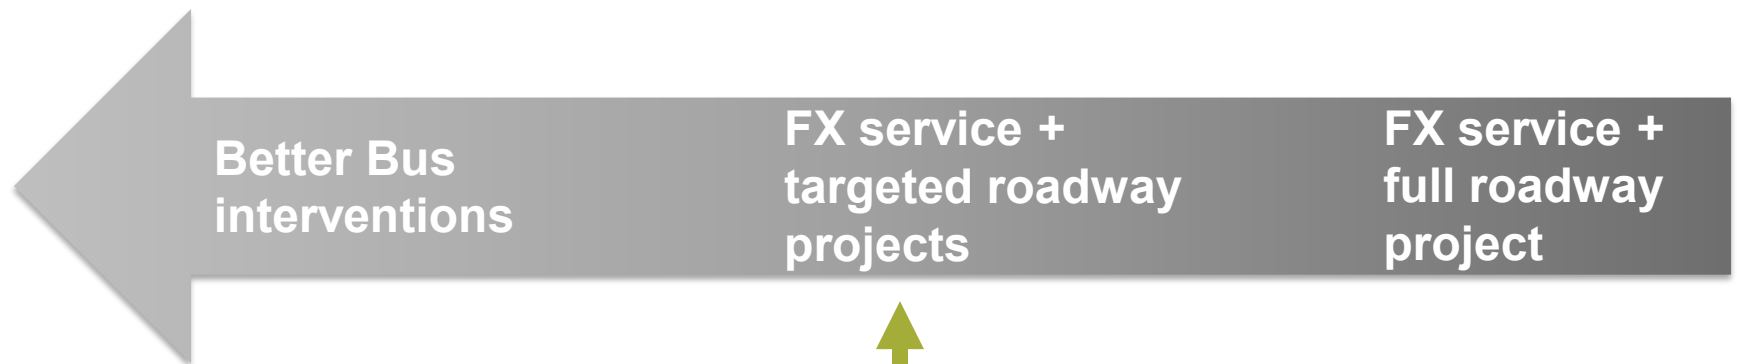 Better Bus
interventions
FX service +
targeted roadway
projects
FX service +
full roadway
project